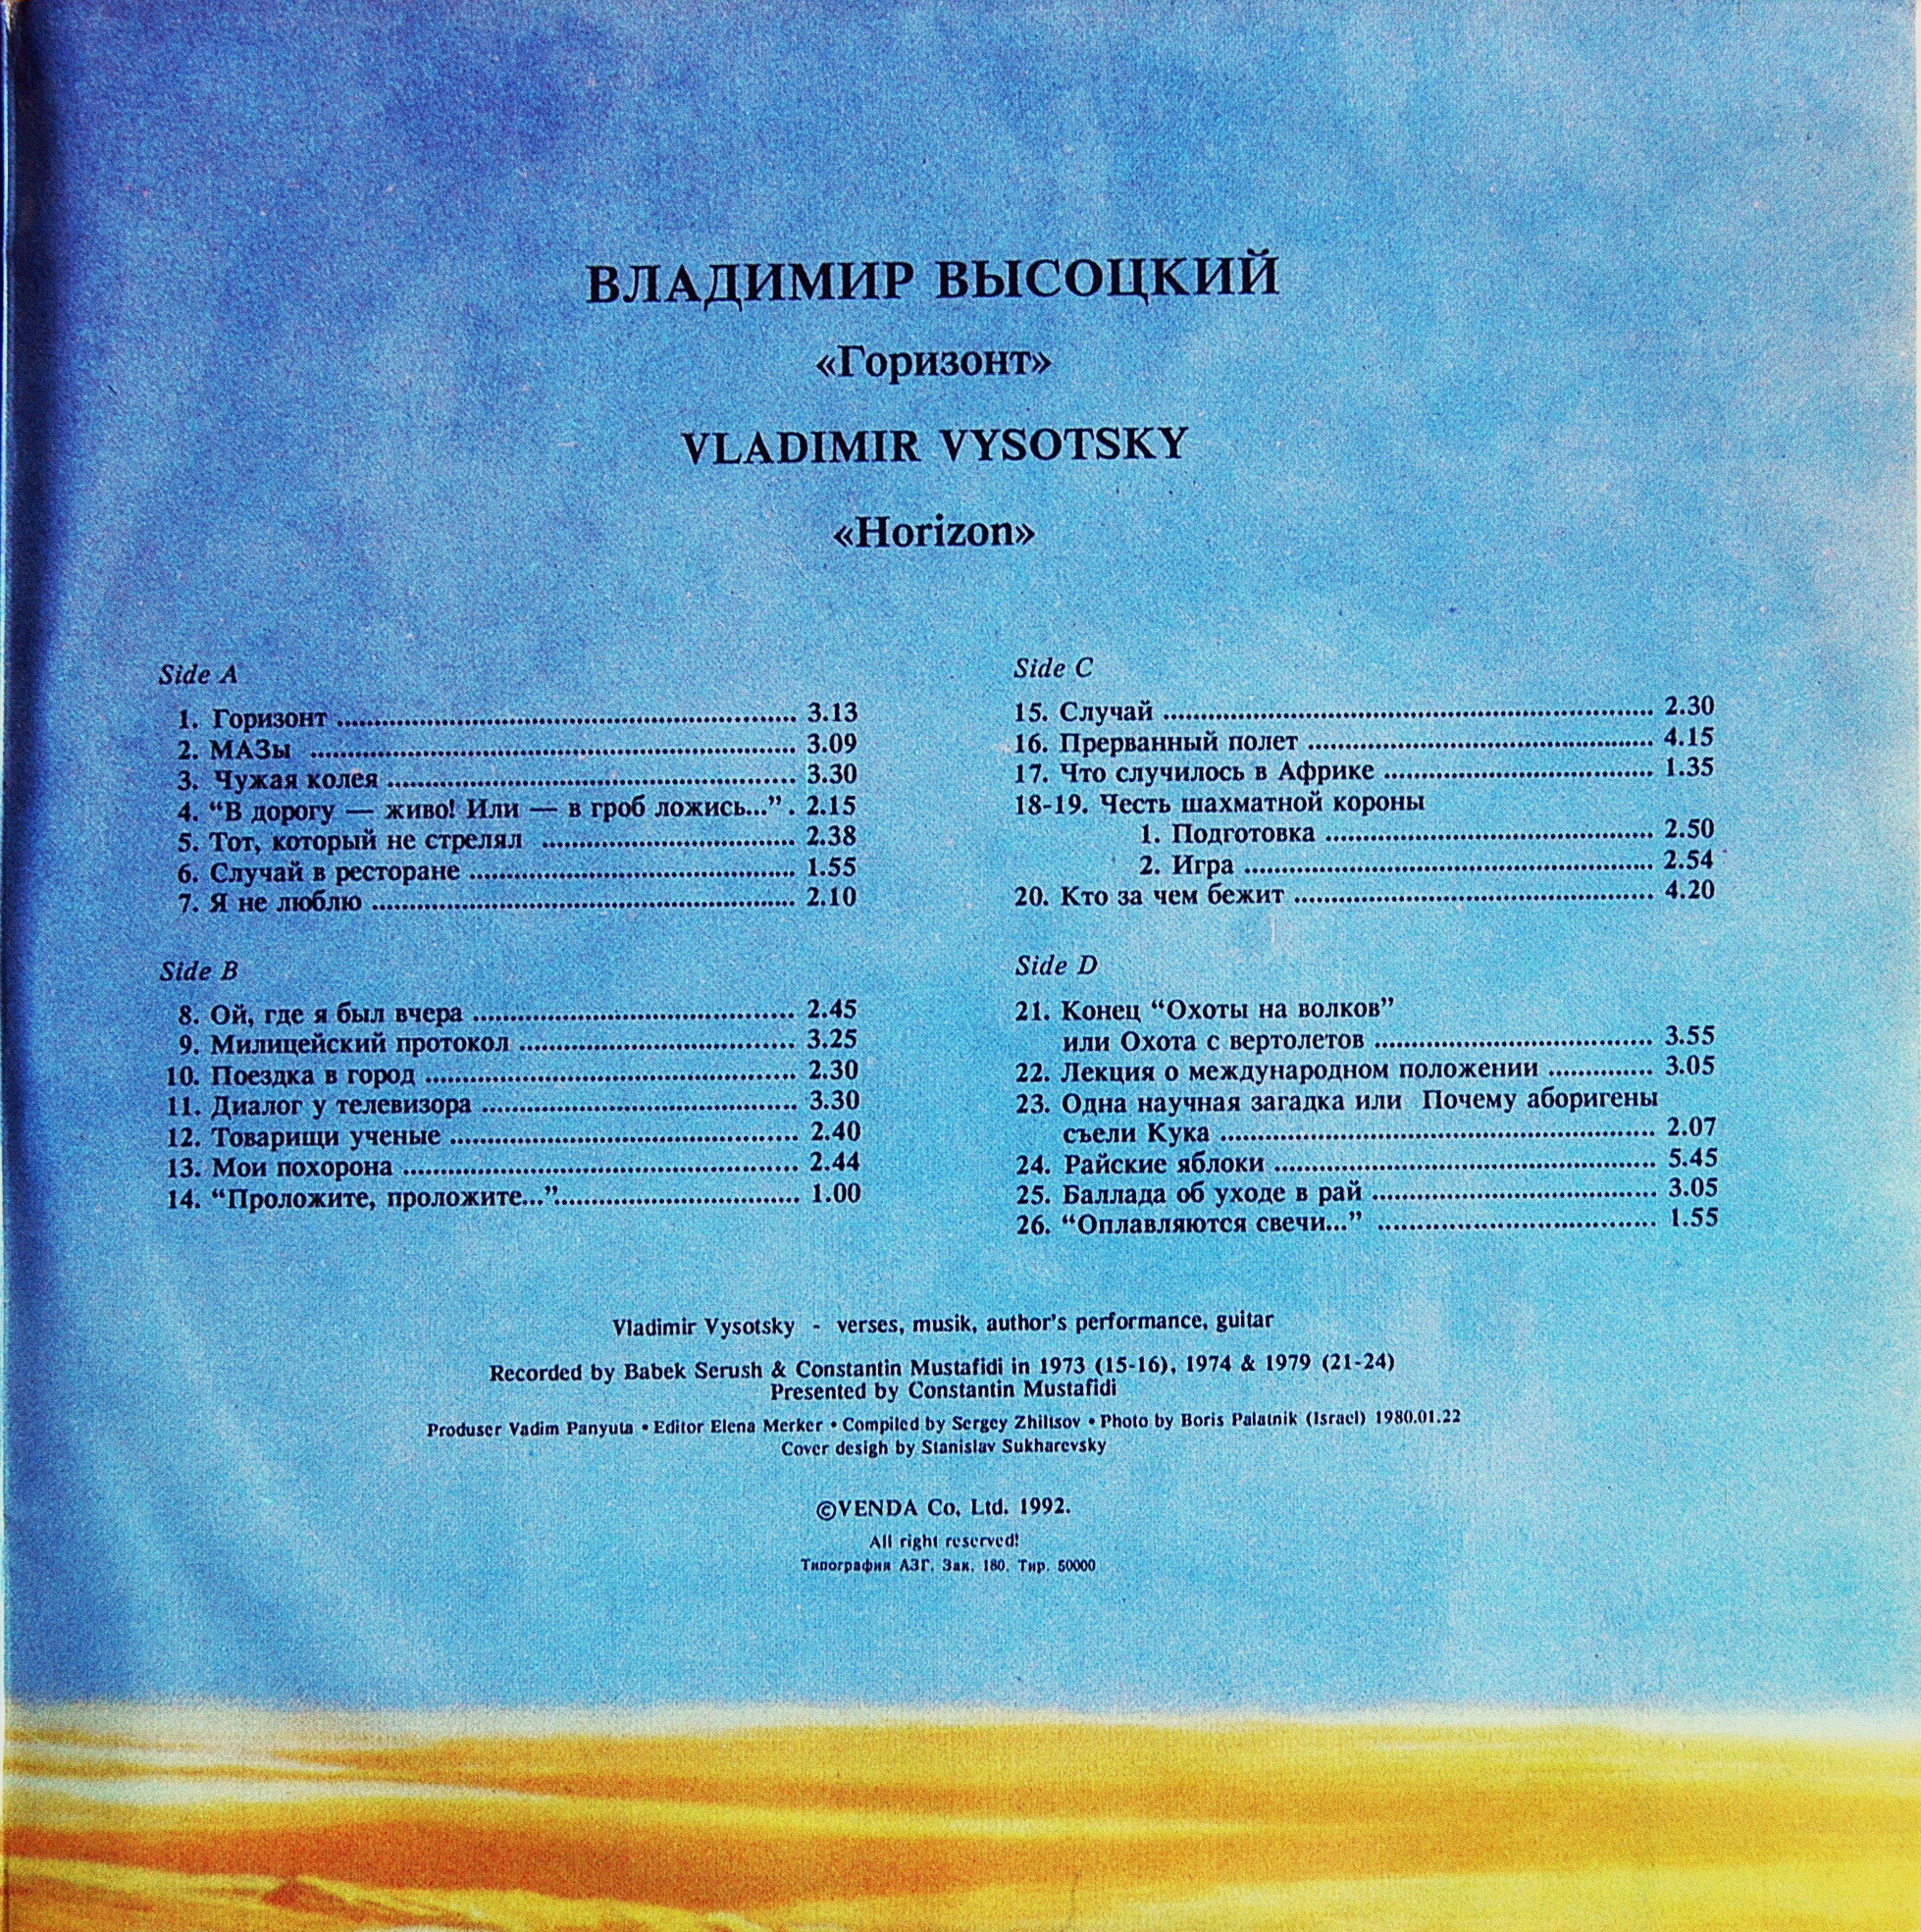 ВЛАДИМИР ВЫСОЦКИЙ
«Горизонт»
VLADIMIR VYSOTSKY
«Horizon»
Side A
1. Горизонт ........ 3.13
2. МАЗы ........ 3.09
3. Чужая колея ........ 3.30
4. “В дорогу — живо! Или — в гроб ложись...” . 2.15
5. Тот, который не стрелял ........ 2.38
6. Случай в ресторане ........ 1.55
7. Я не люблю ........ 2.10
Side B
8. Ой, где я был вчера ........ 2.45
9. Милицейский протокол ........ 3.25
10. Поездка в город ........ 2.30
11. Диалог у телевизора ........ 3.30
12. Товарищи ученые ........ 2.40
13. Мои похорона ........ 2.44
14. “Проложите, проложите...”........ 1.00
Side C
15. Случай ........ 2.30
16. Прерванный полет ........ 4.15
17. Что случилось в Африке ........ 1.35
18-19. Честь шахматной короны
1. Подготовка ........ 2.50
2. Игра ........ 2.54
20. Кто за чем бежит ........ 4.20
Side D
21. Конец “Охоты на волков”
или Охота с вертолетов ........ 3.55
22. Лекция о международном положении ........ 3.05
23. Одна научная загадка или Почему аборигены
съели Кука ........ 2.07
24. Райские яблоки ........ 5.45
25. Баллада об уходе в рай ........ 3.05
26. “Оплавляются свечи...” ........ 1.55
Vladimir Vysotsky - verses, musik, author's performance, guitar
Recorded by Babek Serush & Constantin Mustafidi in 1973 (15-16), 1974 & 1979 (21-24)
Presented by Constantin Mustafidi
Produser Vadim Panyuta • Editor Elena Merker • Compiled by Sergey Zhiltsov • Photo by Boris Palatnik (Israel) 1980.01.22
Cover desigh by Stanislav Sukharevsky
©VENDA Co, Ltd. 1992.
All right reserved!
Типография АЗГ. Зак. 180. Тир. 50000